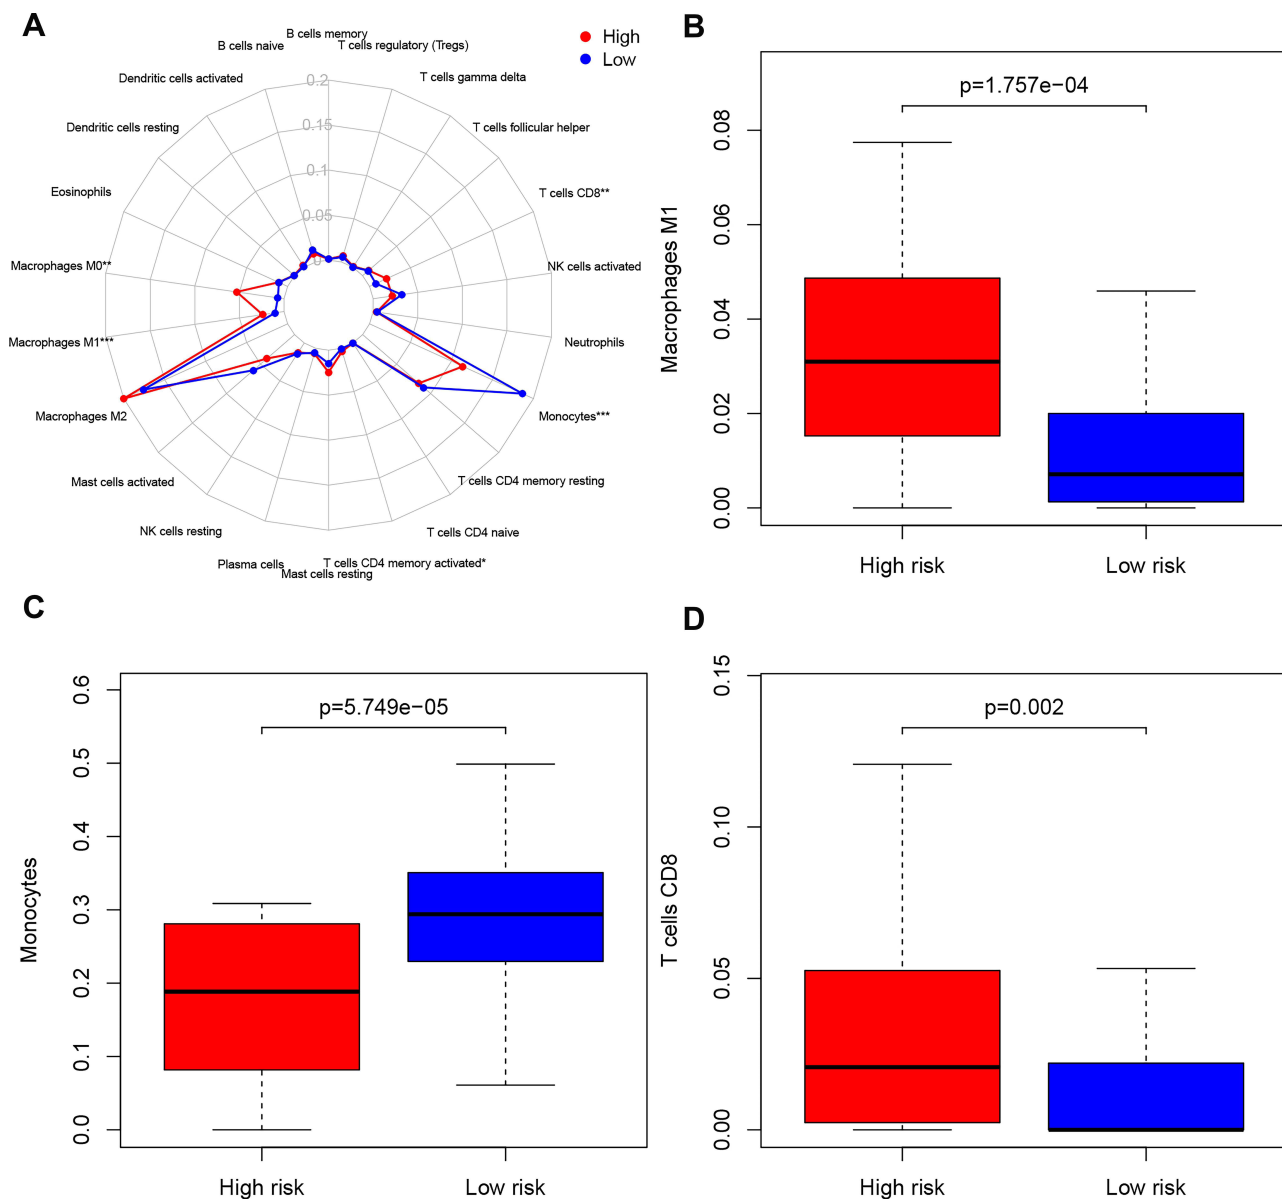 A
B cells memory
B cells naive
T cells regulatory (Tregs)
High
Low
Dendritic cells activated
T cells gamma delta
0.2
Dendritic cells resting
0.15
T cells follicular helper
0.1
Eosinophils
T cells CD8**
0.05
0
Macrophages M0**
NK cells activated
Macrophages M1***
Neutrophils
Macrophages M2
Monocytes***
Mast cells activated
T cells CD4 memory resting
NK cells resting
T cells CD4 naive
Plasma cells
T cells CD4 memory activated*
Mast cells resting
B
p=1.757e−04
Macrophages M1
0.08
0.06
0.04
0.02
0.00
High risk
Low risk
C
p=5.749e−05
Monocytes
0.6
0.5
0.4
0.3
0.2
0.1
0.0
High risk
Low risk
D
p=0.002
T cells CD8
0.15
0.10
0.05
0.00
High risk
Low risk